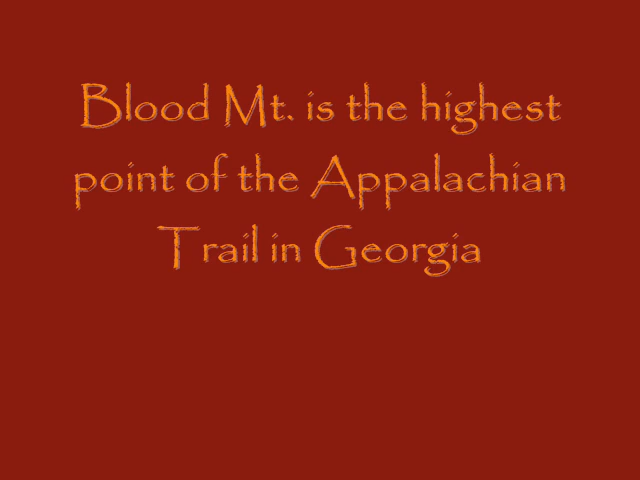 Blood Mt. is the highest
point of the Appalachian
Trail in Georgia